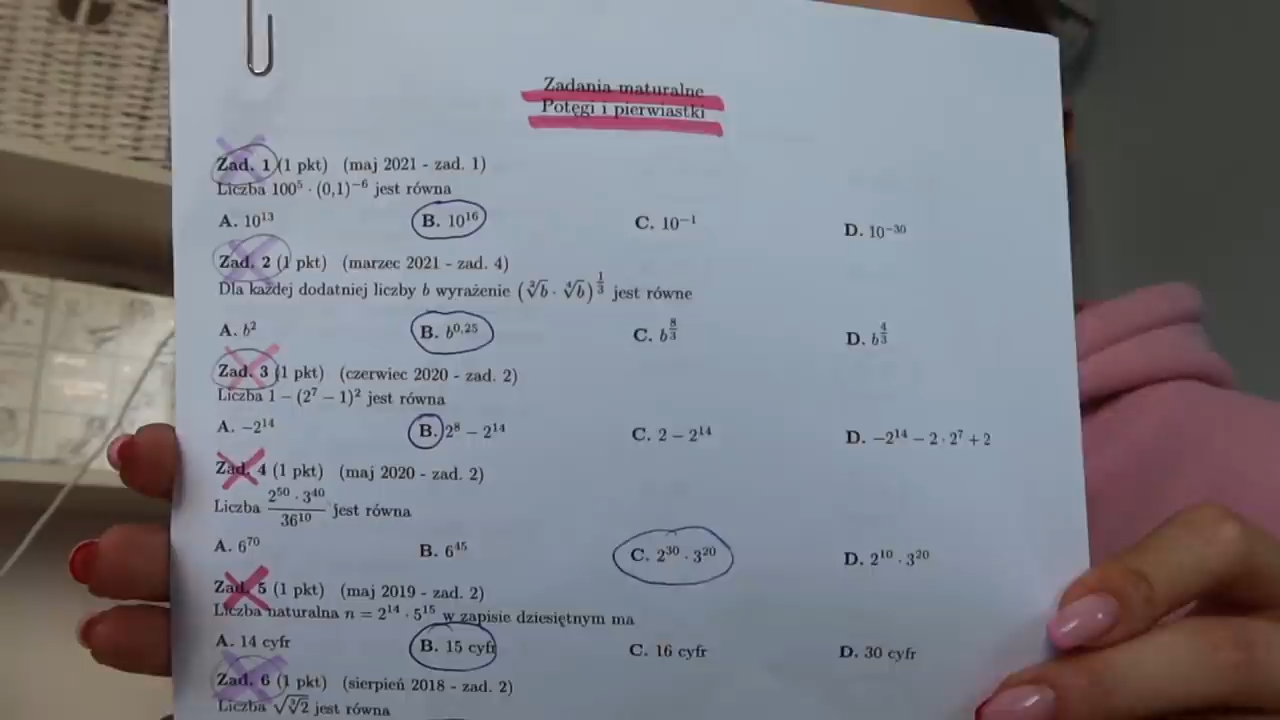 Zadania maturalne
Potęgi i pierwiastki
Zad. 1 (1 pkt) (maj 2021 - zad. 1)
Liczba 100⁵ · (0,1)⁻⁶ jest równa
A. 10¹³ B. 10¹⁶ C. 10⁻¹ D. 10⁻³⁰
Zad. 2 (1 pkt) (marzec 2021 - zad. 4)
Dla każdej dodatniej liczby b wyrażenie (∛b · ∜b)^(1/3) jest równe
A. b² B. b^0,25 C. b^(8/3) D. b^(4/3)
Zad. 3 (1 pkt) (czerwiec 2020 - zad. 2)
Liczba 1 − (2⁷ − 1)² jest równa
A. −2¹⁴ B. 2⁸ − 2¹⁴ C. 2 − 2¹⁴ D. −2¹⁴ − 2 · 2⁷ + 2
Zad. 4 (1 pkt) (maj 2020 - zad. 2)
Liczba (2⁵⁰ · 3⁴⁰)/36¹⁰ jest równa
A. 6⁷⁰ B. 6⁴⁵ C. 2³⁰ · 3²⁰ D. 2¹⁰ · 3²⁰
Zad. 5 (1 pkt) (maj 2019 - zad. 2)
Liczba naturalna n = 2¹⁴ · 5¹⁵ w zapisie dziesiętnym ma
A. 14 cyfr B. 15 cyfr C. 16 cyfr D. 30 cyfr
Zad. 6 (1 pkt) (sierpień 2018 - zad. 2)
Liczba √∛2 jest równa